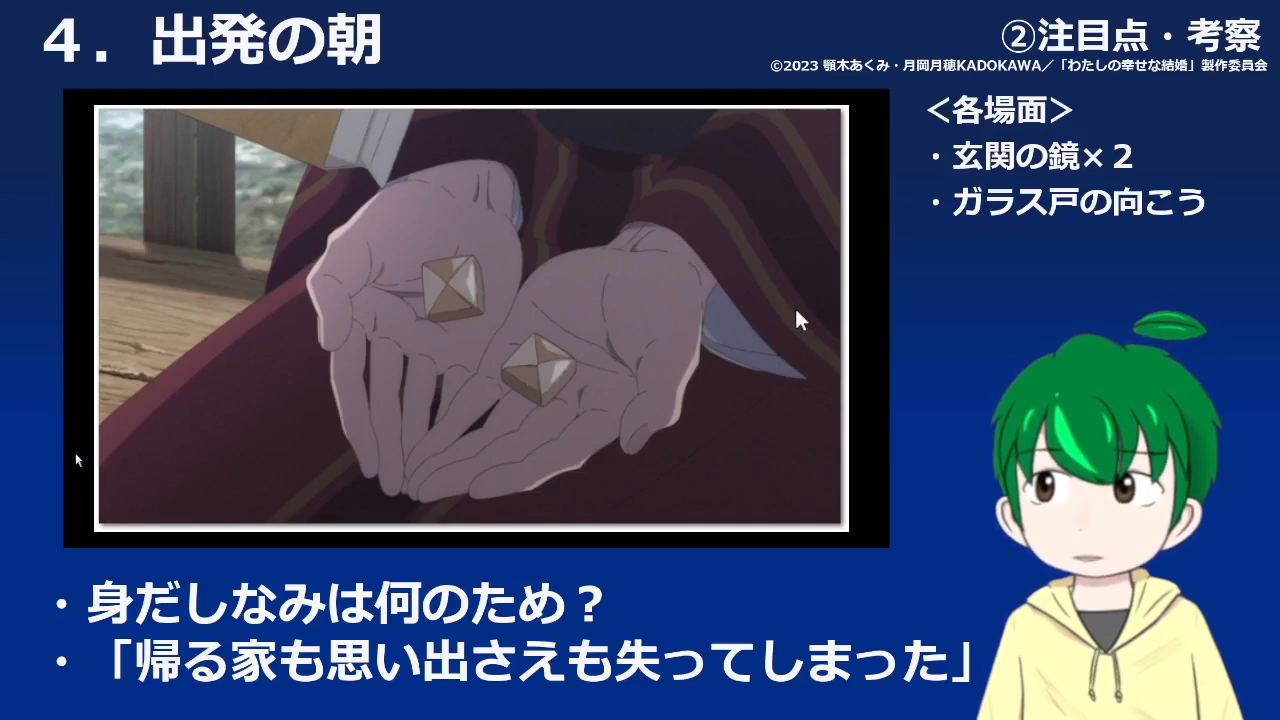 ４．出発の朝
②注目点・考察
©2023 顎木あくみ・月岡月穂KADOKAWA／「わたしの幸せな結婚」製作委員会
＜各場面＞
・玄関の鏡×２
・ガラス戸の向こう
・身だしなみは何のため？
・「帰る家も思い出さえも失ってしまった」